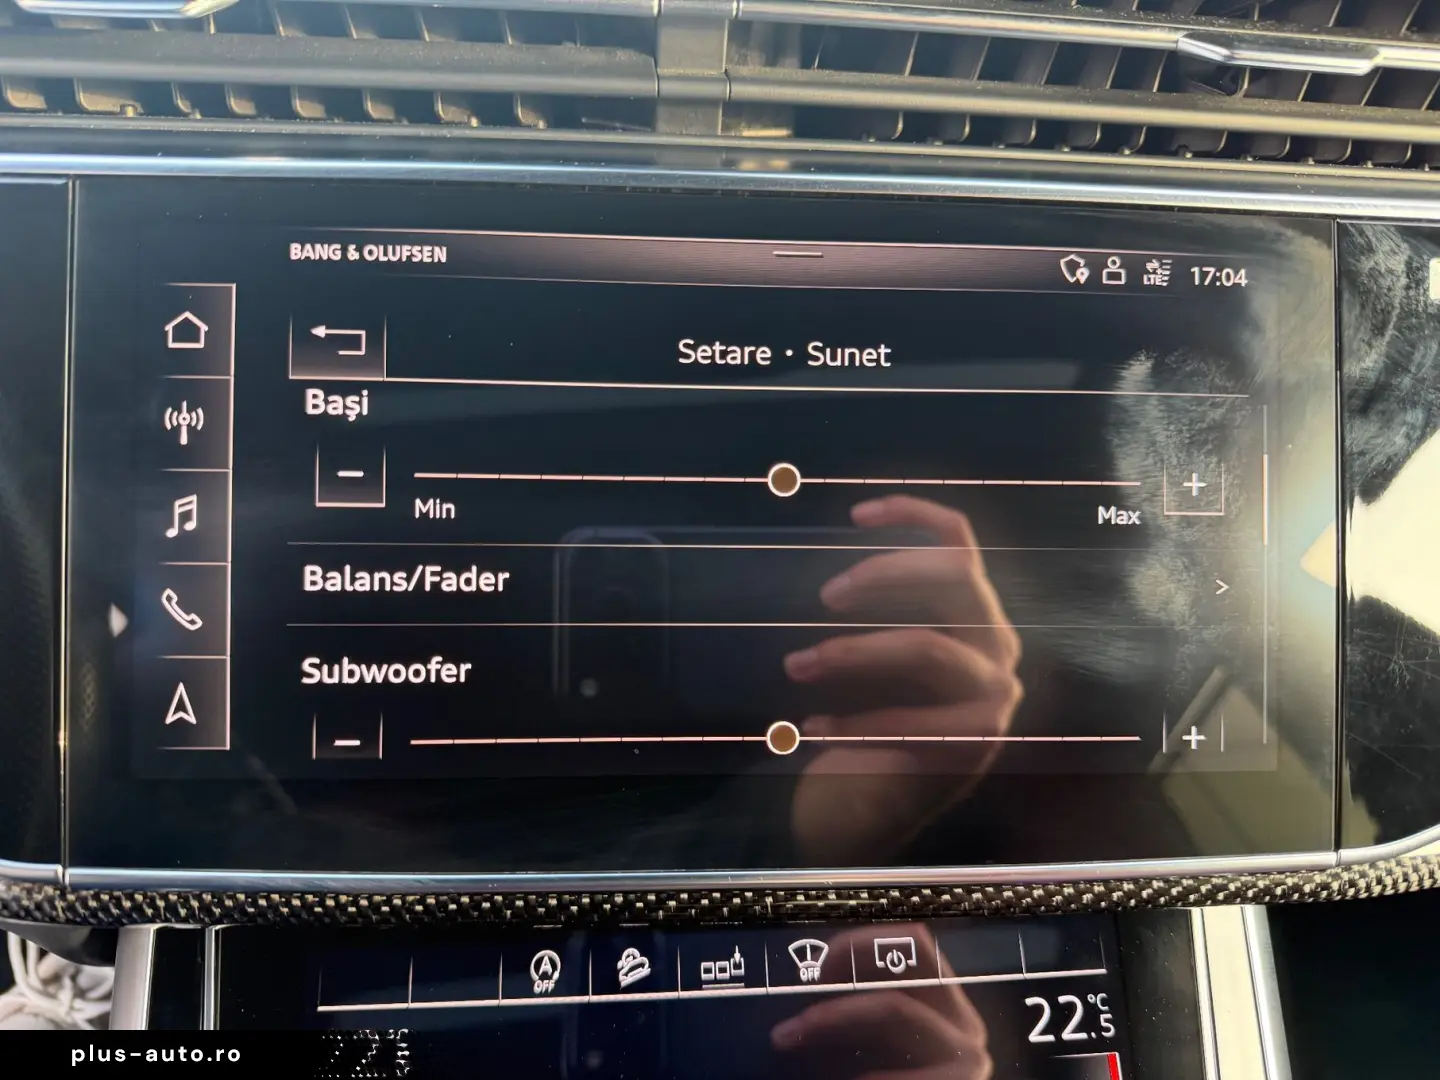 BANG & OLUFSEN
LTE 17:04
Setare • Sunet
Başi
Min Max
Balans/Fader
Subwoofer
A OFF OFF
22.5 °C
plus-auto.ro